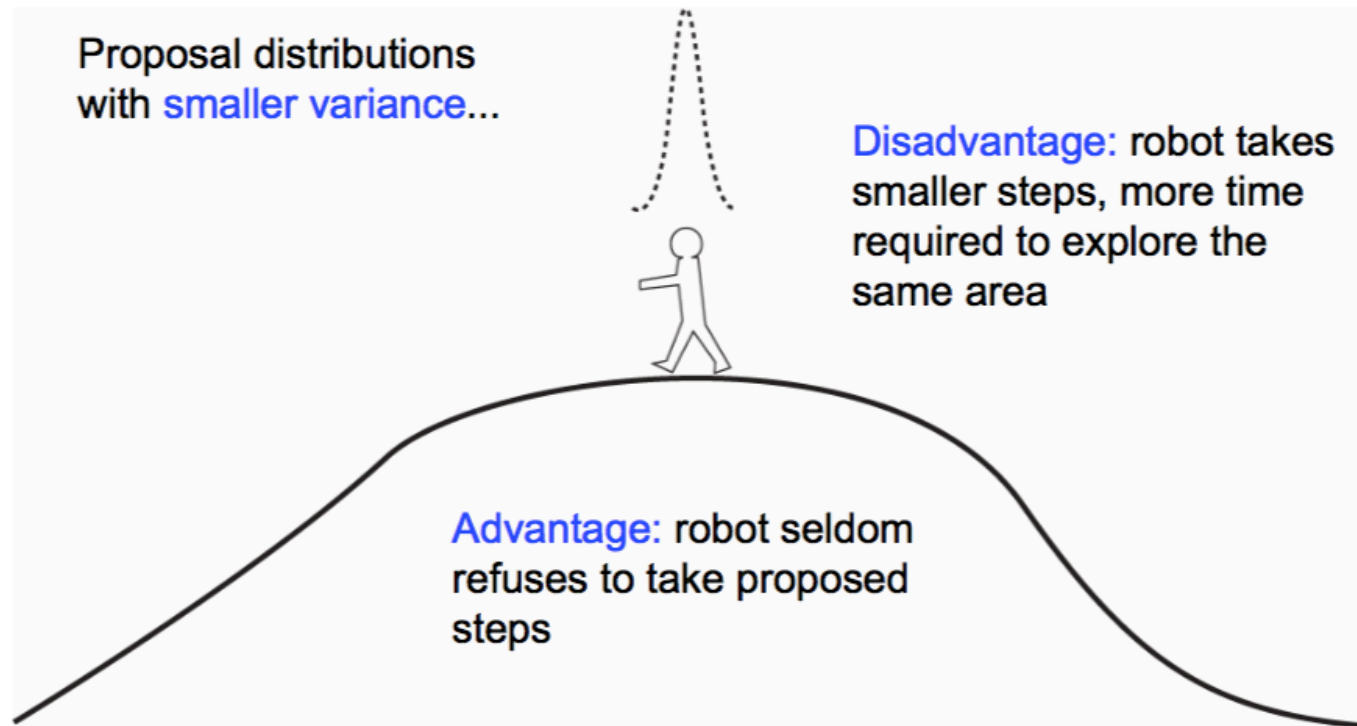 Proposal distributions
with smaller variance...
Disadvantage: robot takes
smaller steps, more time
required to explore the
same area
Advantage: robot seldom
refuses to take proposed
steps